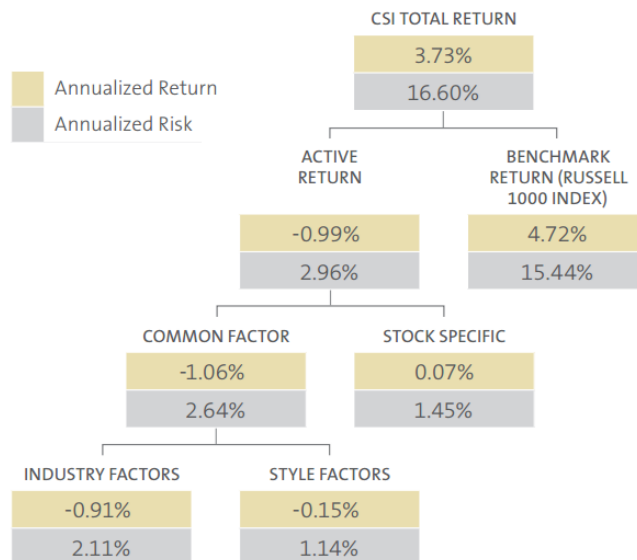 CSI TOTAL RETURN
3.73%
16.60%
Annualized Return
Annualized Risk
ACTIVE
RETURN
-0.99%
2.96%
BENCHMARK
RETURN (RUSSELL
1000 INDEX)
4.72%
15.44%
COMMON FACTOR
-1.06%
2.64%
STOCK SPECIFIC
0.07%
1.45%
INDUSTRY FACTORS
-0.91%
2.11%
STYLE FACTORS
-0.15%
1.14%